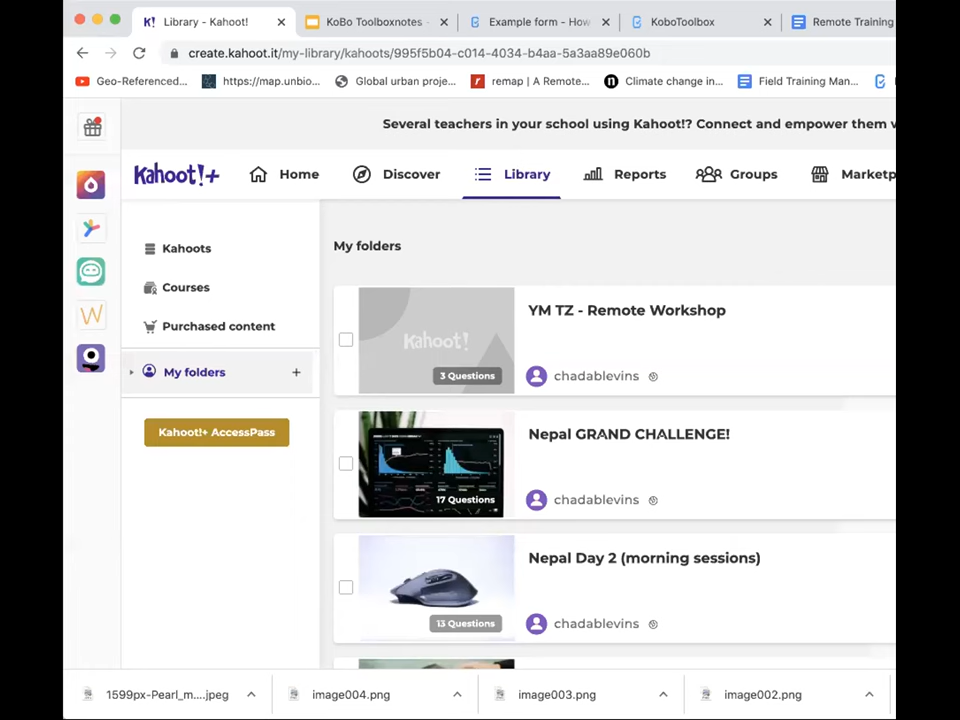 K! Library - Kahoot!
KoBo Toolboxnotes -
Example form - How
KoboToolbox
Remote Training
create.kahoot.it/my-library/kahoots/995f5b04-c014-4034-b4aa-5a3aa89e060b
Geo-Referenced...
https://map.unbio...
Global urban proje...
remap | A Remote...
Climate change in...
Field Training Man...
Several teachers in your school using Kahoot!? Connect and empower them w
Kahoot!+
Home
Discover
Library
Reports
Groups
Marketp
Kahoots
Courses
Purchased content
My folders
+
Kahoot!+ AccessPass
My folders
Kahoot!
3 Questions
YM TZ - Remote Workshop
chadablevins
17 Questions
Nepal GRAND CHALLENGE!
chadablevins
13 Questions
Nepal Day 2 (morning sessions)
chadablevins
1599px-Pearl_m....jpeg
image004.png
image003.png
image002.png